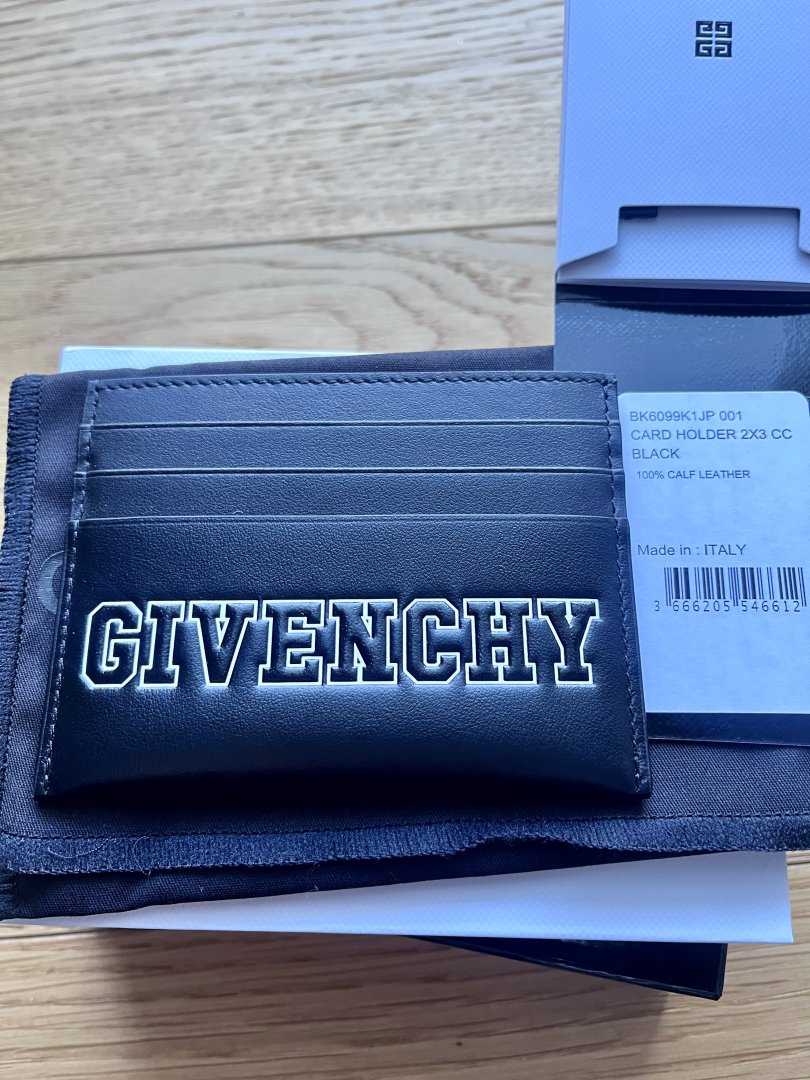 BK6099K1JP 001
CARD HOLDER 2X3 CC
BLACK
100% CALF LEATHER
Made in : ITALY
3 666205 546612
GIVENCHY